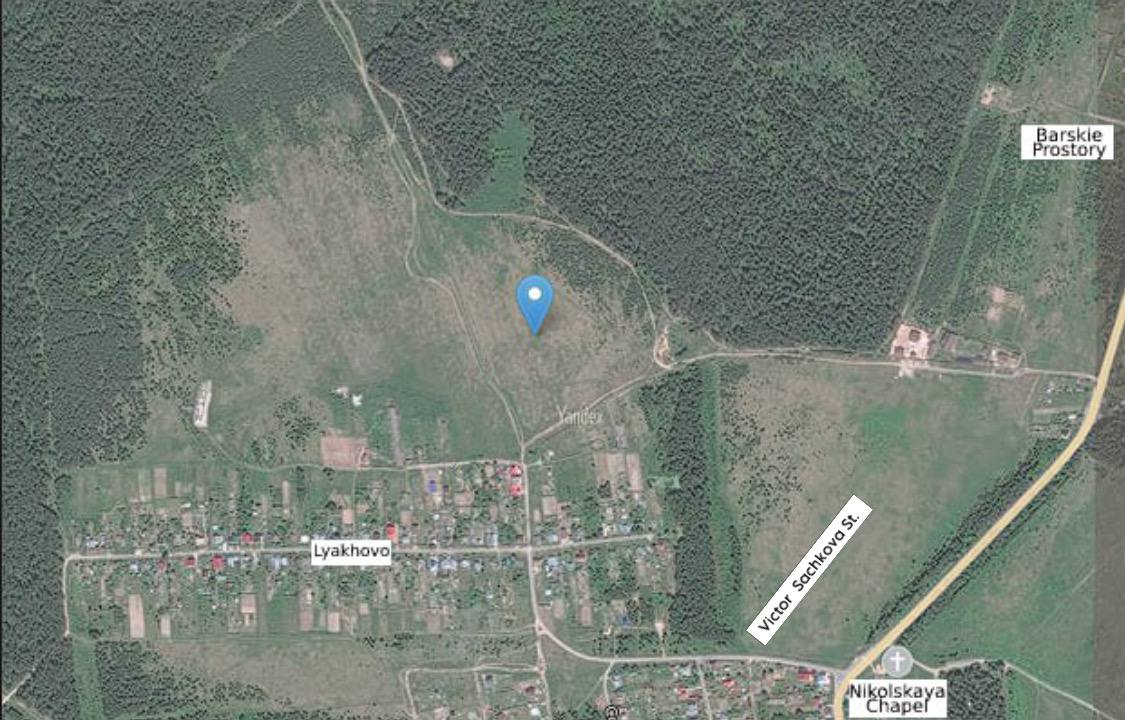 Barskie
Prostory
Yandex
Lyakhovo
Victor Sachkova St.
Nikolskaya
Chapel
@